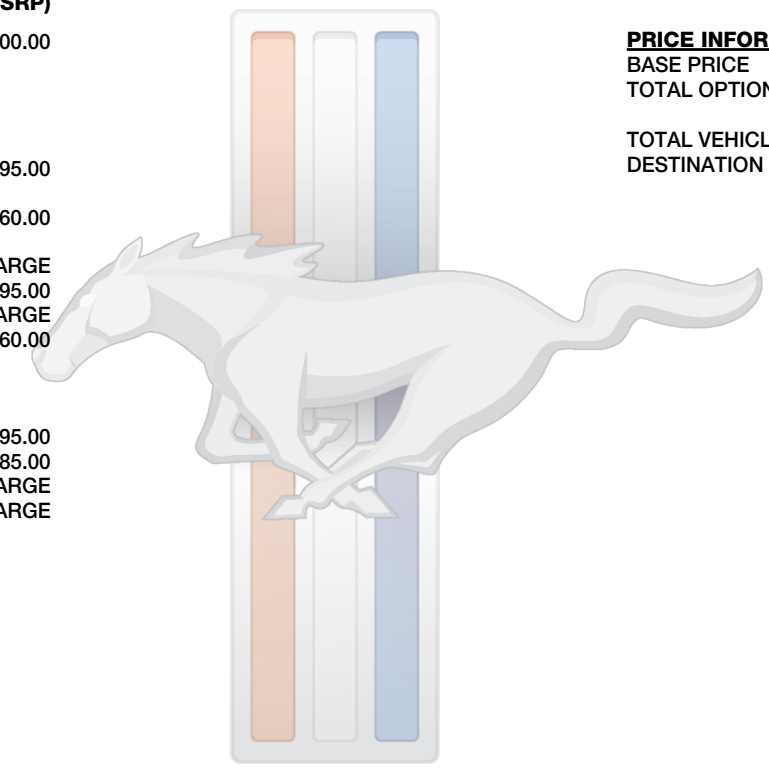 SRP)
00.00
95.00
60.00
ARGE
95.00
ARGE
60.00
95.00
85.00
ARGE
ARGE
PRICE INFOR
BASE PRICE
TOTAL OPTION
TOTAL VEHICL
DESTINATION